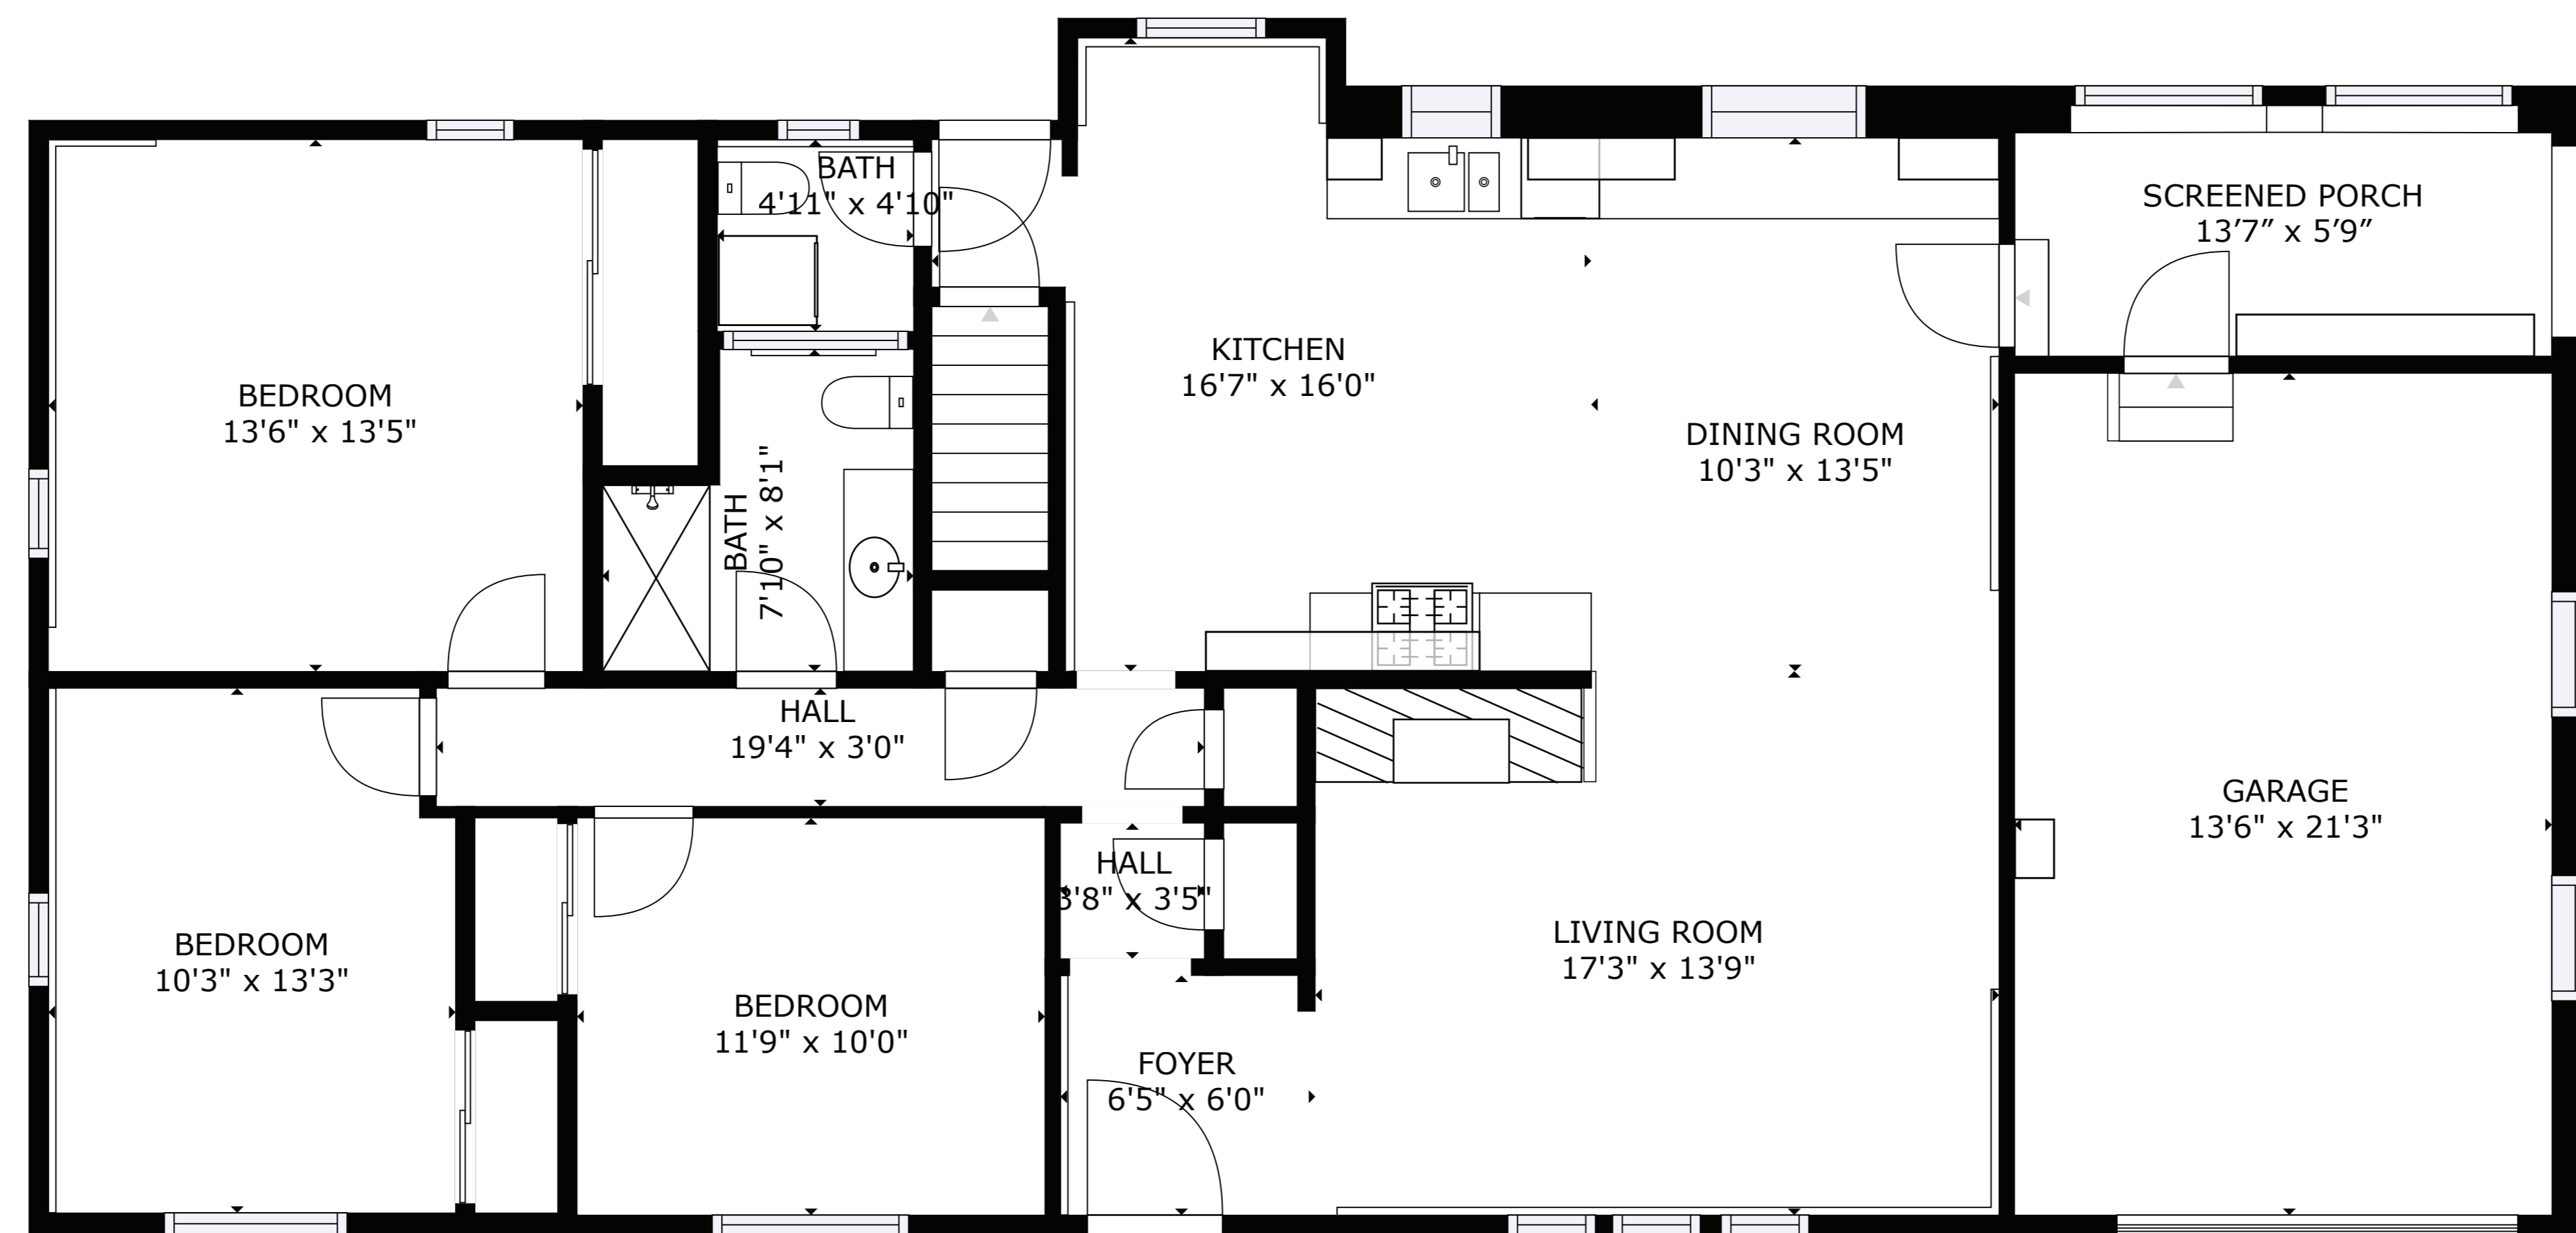 BATH
4'11" x 4'10"
SCREENED PORCH
13’7” x 5’9”
KITCHEN
16'7" x 16'0"
BEDROOM
13'6" x 13'5"
DINING ROOM
10'3" x 13'5"
BATH
7'10" x 8'1"
HALL
19'4" x 3'0"
GARAGE
13'6" x 21'3"
HALL
3'8" x 3'5"
LIVING ROOM
17'3" x 13'9"
BEDROOM
10'3" x 13'3"
BEDROOM
11'9" x 10'0"
FOYER
6'5" x 6'0"